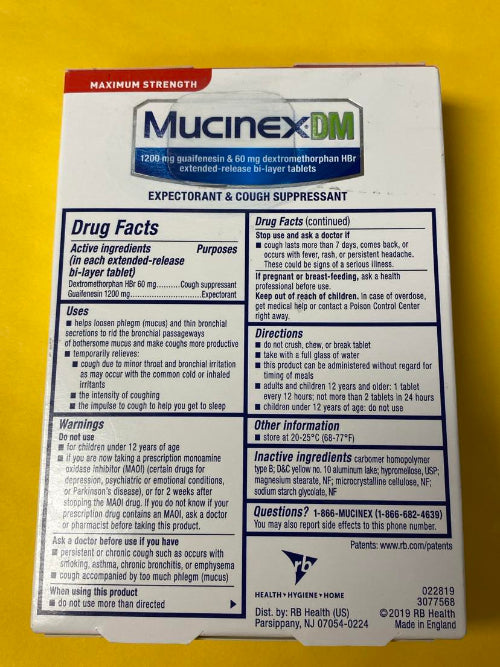 MAXIMUM STRENGTH
Mucinex DM
1200 mg guaifenesin & 60 mg dextromethorphan HBr
extended-release bi-layer tablets
EXPECTORANT & COUGH SUPPRESSANT
Drug Facts
Active ingredients Purposes
(in each extended-release
bi-layer tablet)
Dextromethorphan HBr 60 mg..........Cough suppressant
Guaifenesin 1200 mg..............................Expectorant
Uses
■ helps loosen phlegm (mucus) and thin bronchial
secretions to rid the bronchial passageways
of bothersome mucus and make coughs more productive
■ temporarily relieves:
■ cough due to minor throat and bronchial irritation
as may occur with the common cold or inhaled
irritants
■ the intensity of coughing
■ the impulse to cough to help you get to sleep
Warnings
Do not use
■ for children under 12 years of age
■ if you are now taking a prescription monoamine
oxidase inhibitor (MAOI) (certain drugs for
depression, psychiatric or emotional conditions,
or Parkinson's disease), or for 2 weeks after
stopping the MAOI drug. If you do not know if your
prescription drug contains an MAOI, ask a doctor
or pharmacist before taking this product.
Ask a doctor before use if you have
■ persistent or chronic cough such as occurs with
smoking, asthma, chronic bronchitis, or emphysema
■ cough accompanied by too much phlegm (mucus)
When using this product
■ do not use more than directed
Drug Facts (continued)
Stop use and ask a doctor if
■ cough lasts more than 7 days, comes back, or
occurs with fever, rash, or persistent headache.
These could be signs of a serious illness.
If pregnant or breast-feeding, ask a health
professional before use.
Keep out of reach of children. In case of overdose,
get medical help or contact a Poison Control Center
right away.
Directions
■ do not crush, chew, or break tablet
■ take with a full glass of water
■ this product can be administered without regard for
timing of meals
■ adults and children 12 years and older: 1 tablet
every 12 hours; not more than 2 tablets in 24 hours
■ children under 12 years of age: do not use
Other information
■ store at 20-25°C (68-77°F)
Inactive ingredients carbomer homopolymer
type B; D&C yellow no. 10 aluminum lake; hypromellose, USP;
magnesium stearate, NF; microcrystalline cellulose, NF;
sodium starch glycolate, NF
Questions? 1-866-MUCINEX (1-866-682-4639)
You may also report side effects to this phone number.
Patents: www.rb.com/patents
rb
HEALTH • HYGIENE • HOME
Dist. by: RB Health (US)
Parsippany, NJ 07054-0224
022819
3077568
©2019 RB Health
Made in England